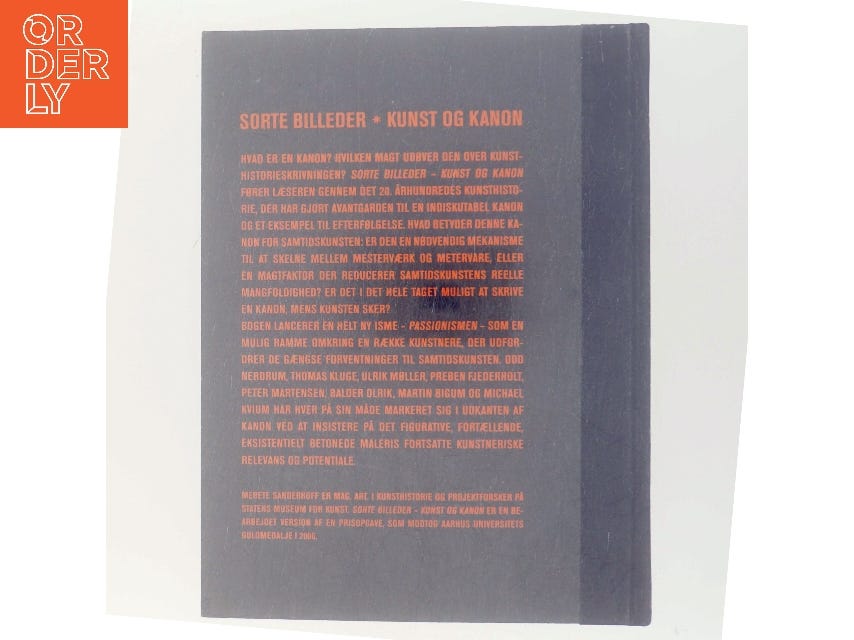 OR
DER
LY
SORTE BILLEDER * KUNST OG KANON
HVAD ER EN KANON? HVILKEN MAGT UDØVER DEN OVER KUNST-
HISTORIESKRIVNINGEN? SORTE BILLEDER – KUNST OG KANON
FØRER LÆSEREN GENNEM DET 20. ÅRHUNDREDES KUNSTHISTO-
RIE, DER HAR GJORT AVANTGARDEN TIL EN INDISKUTABEL KANON
OG ET EKSEMPEL TIL EFTERFØLGELSE. HVAD BETYDER DENNE KA-
NON FOR SAMTIDSKUNSTEN: ER DEN EN NØDVENDIG MEKANISME
TIL AT SKELNE MELLEM MESTERVÆRK OG METERVARE, ELLER
EN MAGTFAKTOR DER REDUCERER SAMTIDSKUNSTENS REELLE
MANGFOLDIGHED? ER DET I DET HELE TAGET MULIGT AT SKRIVE
EN KANON, MENS KUNSTEN SKER?
BOGEN LANCERER EN HELT NY ISME - PASSIONISMEN - SOM EN
MULIG RAMME OMKRING EN RÆKKE KUNSTNERE, DER UDFOR-
DRER DE GÆNGSE FORVENTNINGER TIL SAMTIDSKUNSTEN. ODD
NERDRUM, THOMAS KLUGE, ULRIK MØLLER, PREBEN FJEDERHOLT,
PETER MARTENSEN, BALDER OLRIK, MARTIN BIGUM OG MICHAEL
KVIUM HAR HVER PÅ SIN MÅDE MARKERET SIG I UDKANTEN AF
KANON VED AT INSISTERE PÅ DET FIGURATIVE, FORTÆLLENDE,
EKSISTENTIELT BETONEDE MALERIS FORTSATTE KUNSTNERISKE
RELEVANS OG POTENTIALE.
MERETE SANDERHOFF ER MAG. ART. I KUNSTHISTORIE OG PROJEKTFORSKER PÅ
STATENS MUSEUM FOR KUNST. SORTE BILLEDER – KUNST OG KANON ER EN BE-
ARBEJDET VERSION AF EN PRISOPGAVE, SOM MODTOG AARHUS UNIVERSITETS
GULDMEDALJE I 2006.